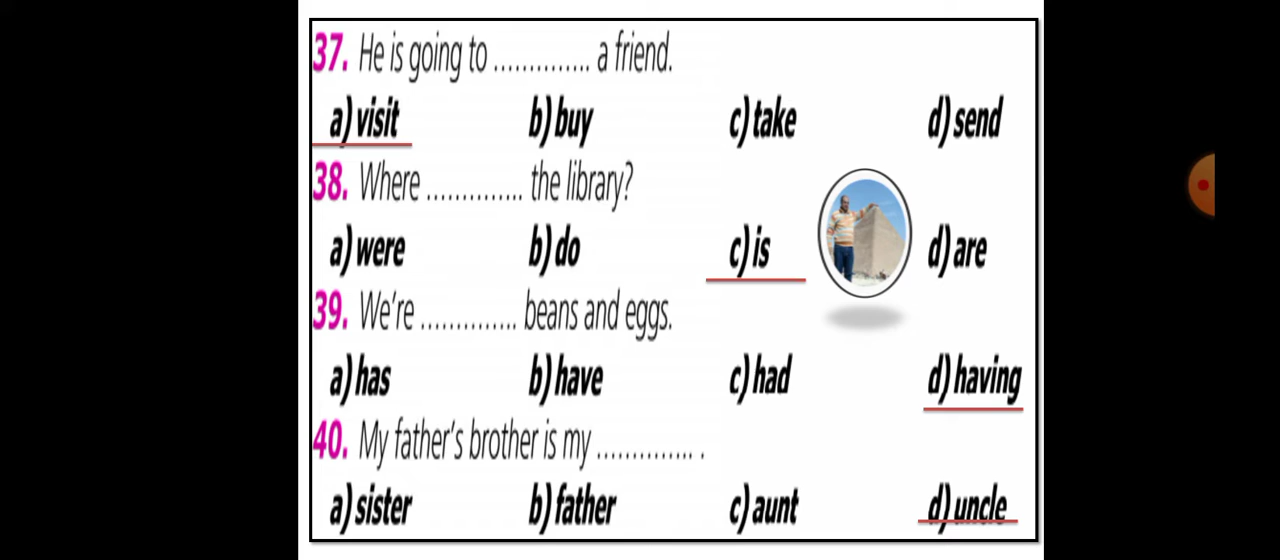 37. He is going to .............. a friend.
a) visit b) buy c) take d) send
38. Where .............. the library?
a) were b) do c) is d) are
39. We're .............. beans and eggs.
a) has b) have c) had d) having
40. My father's brother is my .............. .
a) sister b) father c) aunt d) uncle